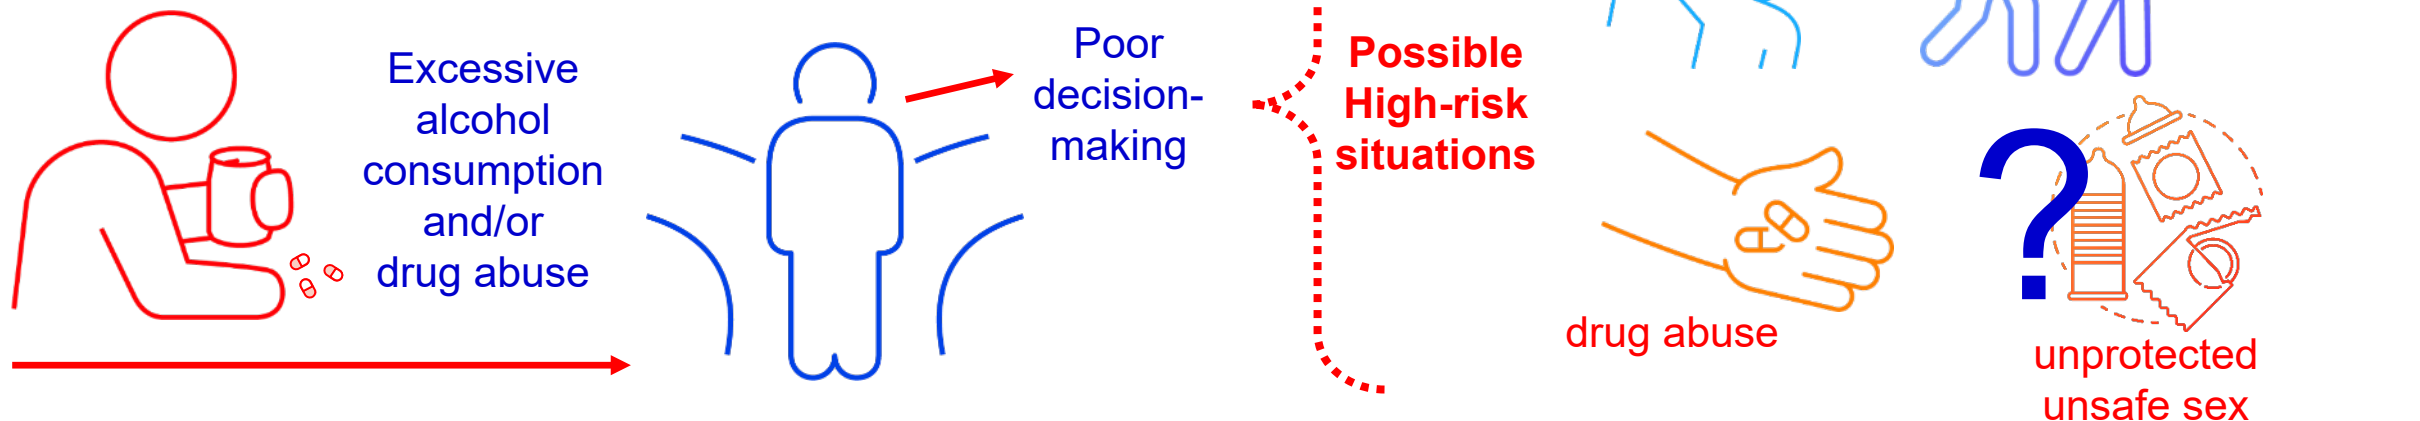 Excessive
alcohol
consumption
and/or
drug abuse
Poor
decision-
making
Possible
High-risk
situations
drug abuse
?
unprotected
unsafe sex